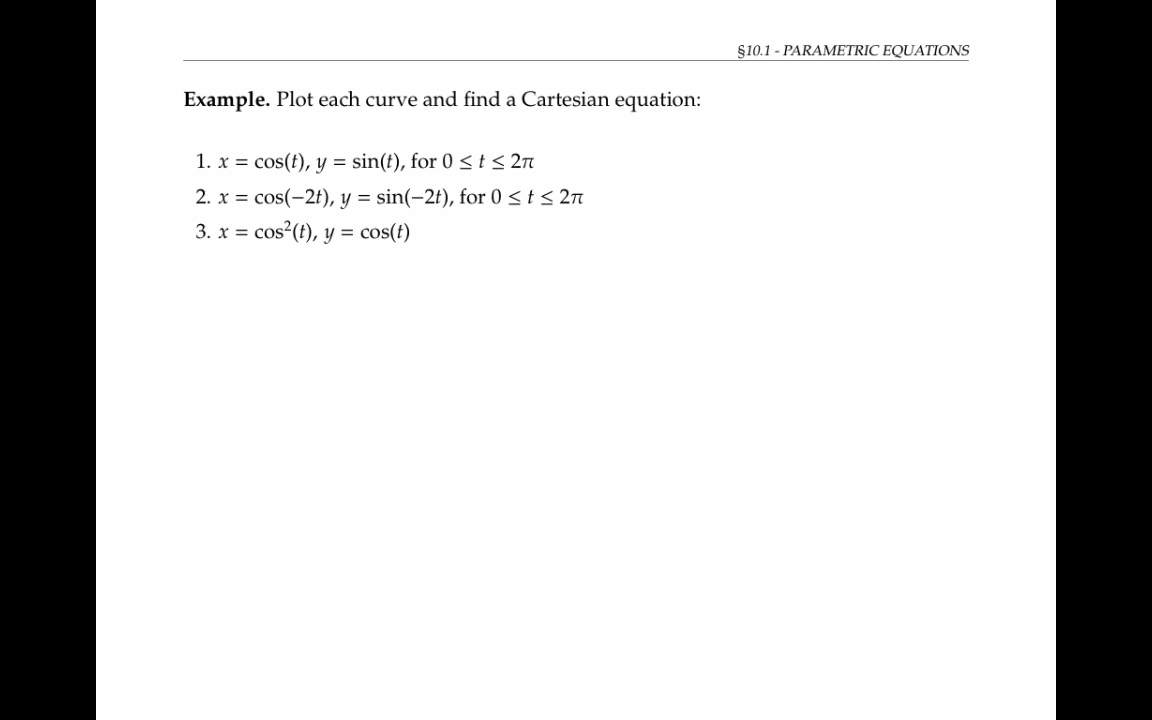 §10.1 - PARAMETRIC EQUATIONS
Example. Plot each curve and find a Cartesian equation:
1. x = cos(t), y = sin(t), for 0 ≤ t ≤ 2π
2. x = cos(−2t), y = sin(−2t), for 0 ≤ t ≤ 2π
3. x = cos²(t), y = cos(t)